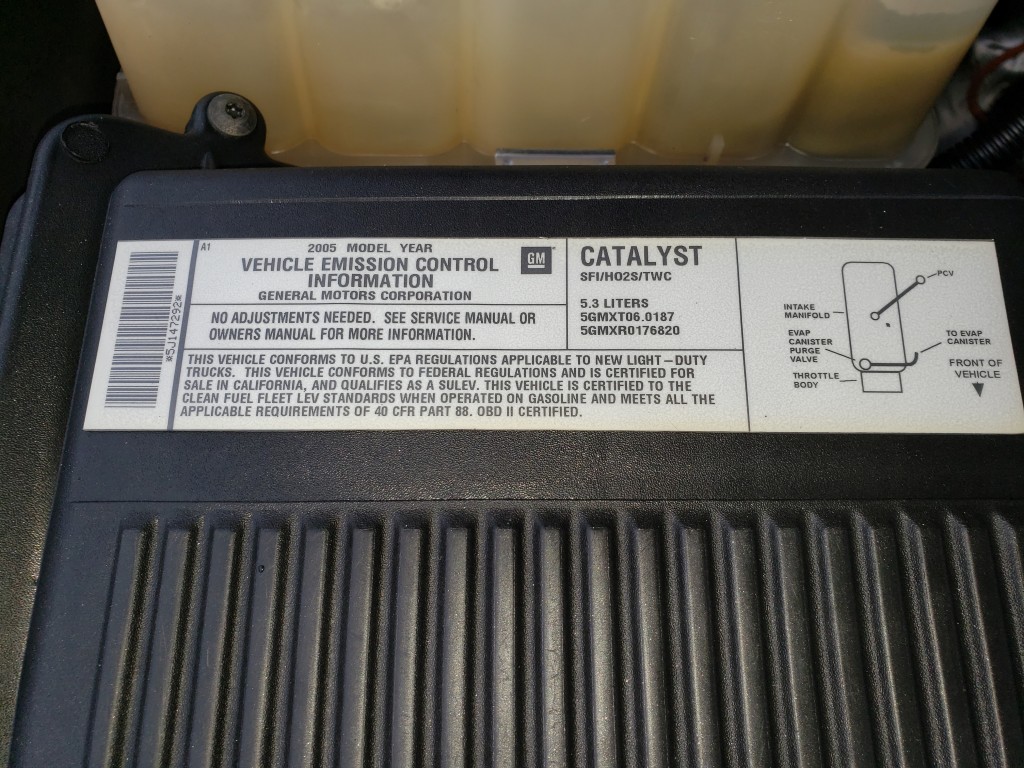 *5J147292*
A1
2005 MODEL YEAR
VEHICLE EMISSION CONTROL
INFORMATION
GENERAL MOTORS CORPORATION
GM
NO ADJUSTMENTS NEEDED. SEE SERVICE MANUAL OR
OWNERS MANUAL FOR MORE INFORMATION.
CATALYST
SFI/HO2S/TWC
5.3 LITERS
5GMXT06.0187
5GMXR0176820
THIS VEHICLE CONFORMS TO U.S. EPA REGULATIONS APPLICABLE TO NEW LIGHT-DUTY
TRUCKS. THIS VEHICLE CONFORMS TO FEDERAL REGULATIONS AND IS CERTIFIED FOR
SALE IN CALIFORNIA, AND QUALIFIES AS A SULEV. THIS VEHICLE IS CERTIFIED TO THE
CLEAN FUEL FLEET LEV STANDARDS WHEN OPERATED ON GASOLINE AND MEETS ALL THE
APPLICABLE REQUIREMENTS OF 40 CFR PART 88. OBD II CERTIFIED.
PCV
INTAKE
MANIFOLD
EVAP
CANISTER
PURGE
VALVE
THROTTLE
BODY
TO EVAP
CANISTER
FRONT OF
VEHICLE